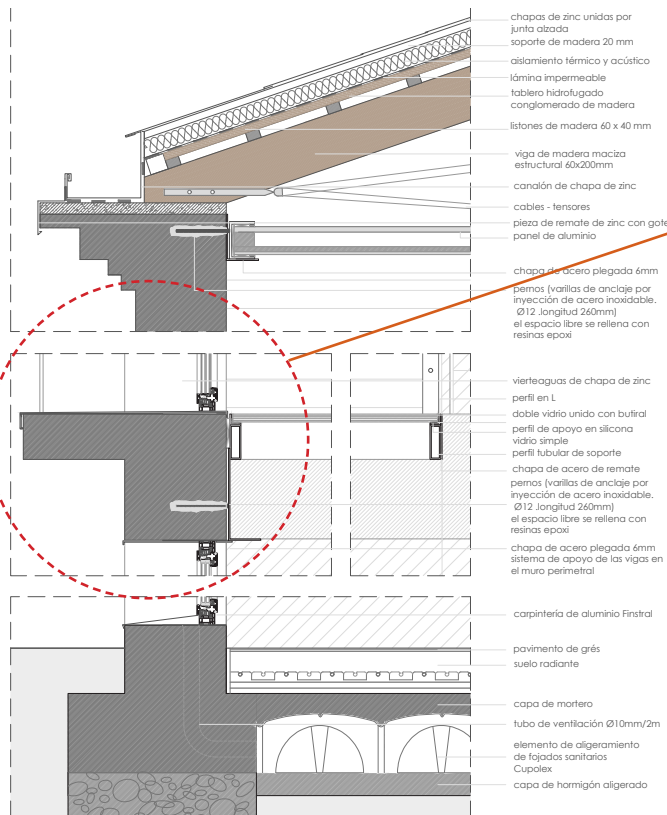 chapas de zinc unidas por
junta alzada
soporte de madera 20 mm
aislamiento térmico y acústico
lámina impermeable
tablero hidrofugado
conglomerado de madera
listones de madera 60 x 40 mm
viga de madera maciza
estructural 60x200mm
canalón de chapa de zinc
cables - tensores
pieza de remate de zinc con gote
panel de aluminio
chapa de acero plegada 6mm
pernos (varillas de anclaje por
inyección de acero inoxidable.
Ø12 .longitud 260mm)
el espacio libre se rellena con
resinas epoxi
vierteaguas de chapa de zinc
perfil en L
doble vidrio unido con butiral
perfil de apoyo en silicona
vidrio simple
perfil tubular de soporte
chapa de acero de remate
pernos (varillas de anclaje por
inyección de acero inoxidable.
Ø12 .longitud 260mm)
el espacio libre se rellena con
resinas epoxi
chapa de acero plegada 6mm
sistema de apoyo de las vigas en
el muro perimetral
carpintería de aluminio Finstral
pavimento de grés
suelo radiante
capa de mortero
tubo de ventilación Ø10mm/2m
elemento de aligeramiento
de fojados sanitarios
Cupolex
capa de hormigón aligerado